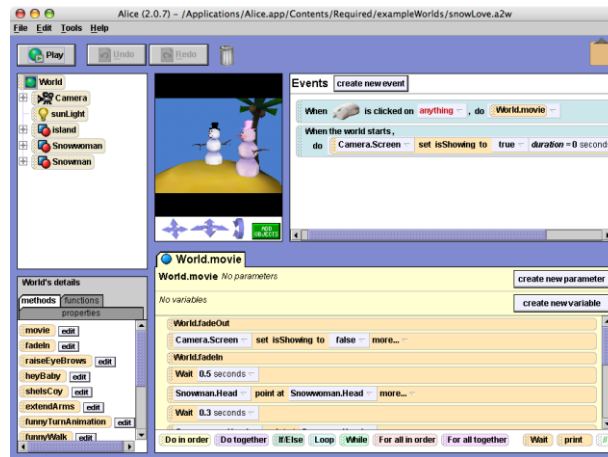 Alice (2.0.7) - /Applications/Alice.app/Contents/Required/exampleWorlds/snowLove.a2w
File Edit Tools Help
Play Undo Redo
World
Camera
sunLight
island
Snowwoman
Snowman
ADD OBJECTS
Events create new event
When is clicked on anything , do World.movie
When the world starts,
do Camera.Screen set isShowing to true duration = 0 seconds
World's details
methods functions
properties
movie edit
fadeIn edit
raiseEyeBrows edit
heyBaby edit
sheIsCoy edit
extendArms edit
funnyTurnAnimation edit
funnyWalk edit
World.movie
World.movie No parameters create new parameter
No variables create new variable
World.fadeOut
Camera.Screen set isShowing to false more...
World.fadeIn
Wait 0.5 seconds
Snowman.Head point at Snowwoman.Head more...
Wait 0.3 seconds
Do in order Do together If/Else Loop While For all in order For all together Wait print //